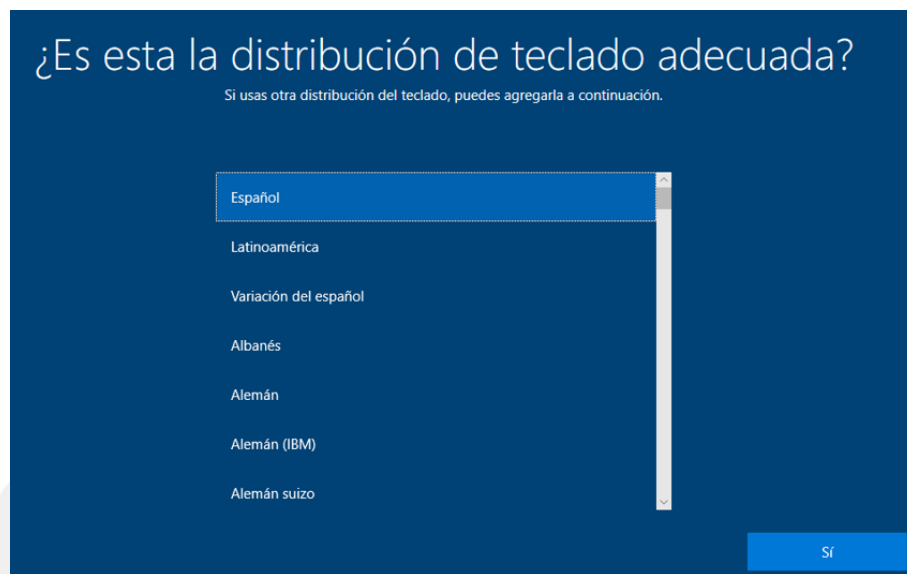 ¿Es esta la distribución de teclado adecuada?
Si usas otra distribución del teclado, puedes agregarla a continuación.
Español
Latinoamérica
Variación del español
Albanés
Alemán
Alemán (IBM)
Alemán suizo
Sí